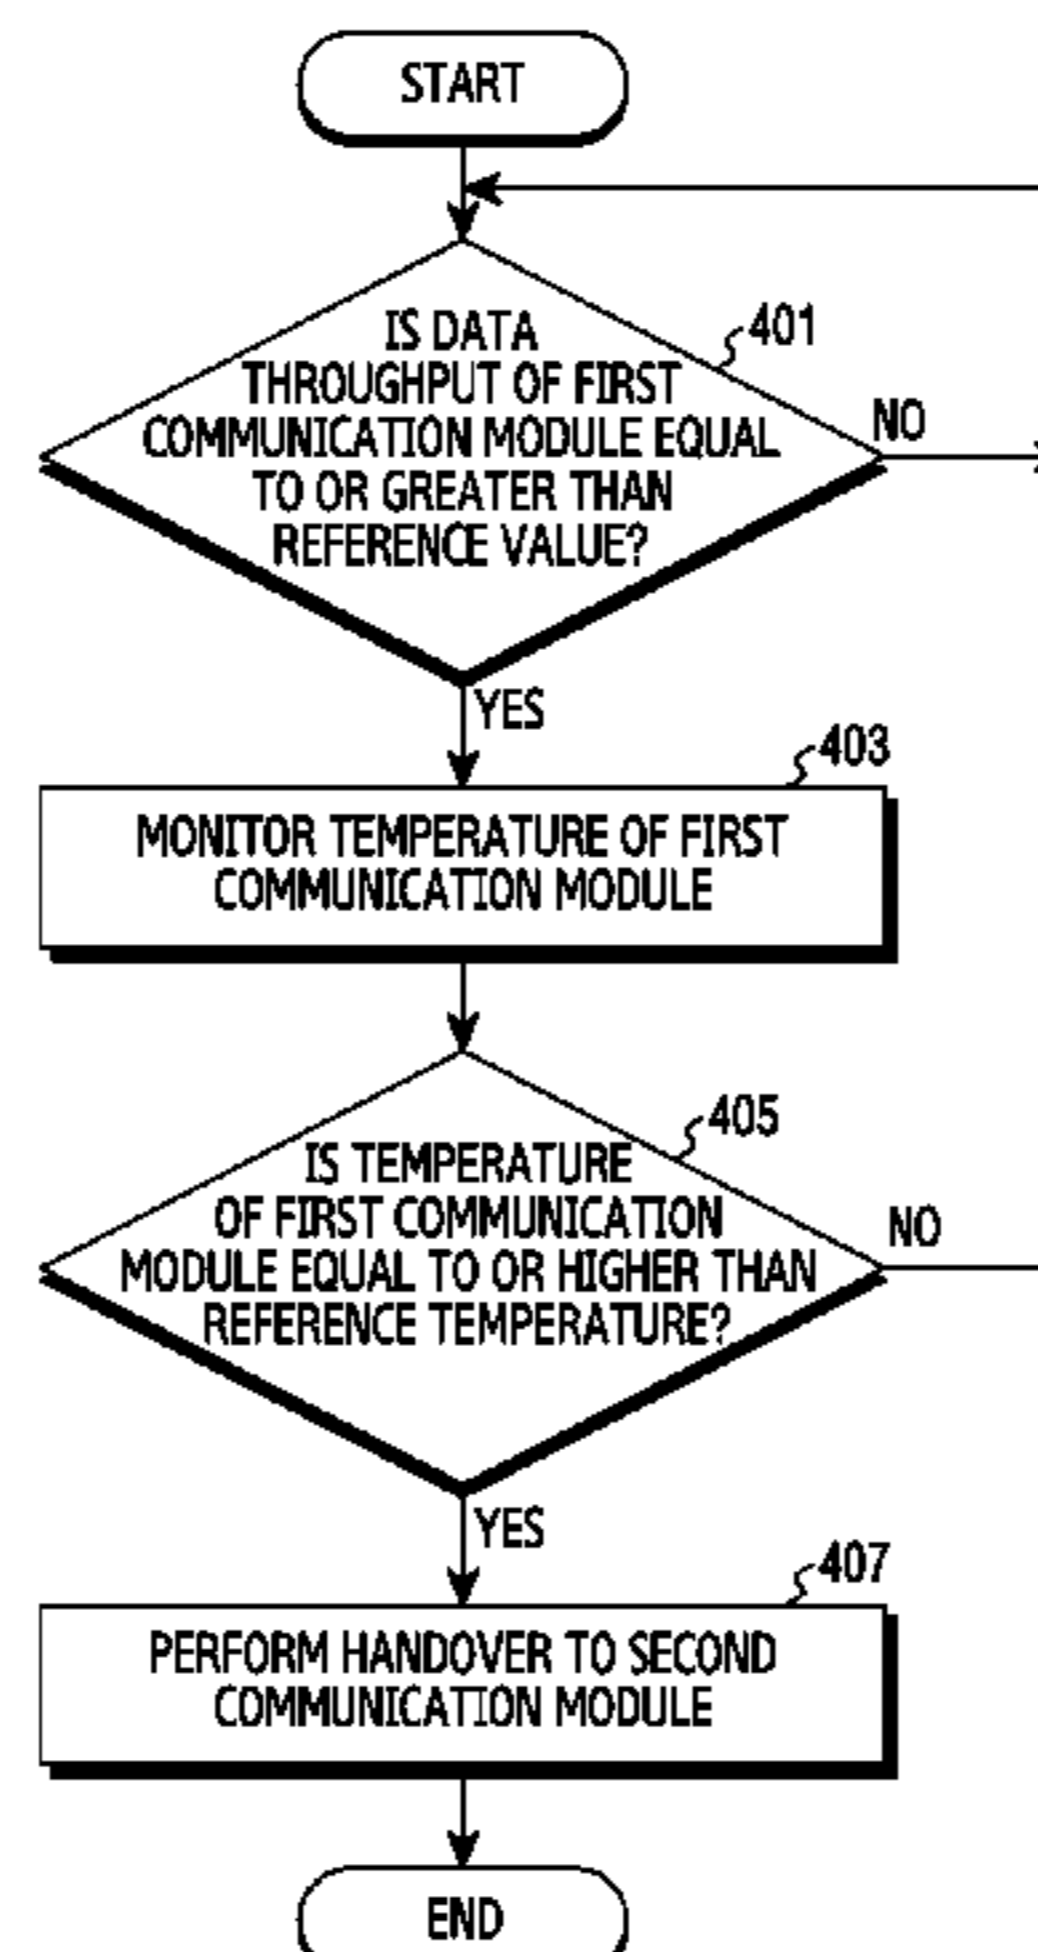 START
401
IS DATA
THROUGHPUT OF FIRST
COMMUNICATION MODULE EQUAL
TO OR GREATER THAN
REFERENCE VALUE?
NO
YES
403
MONITOR TEMPERATURE OF FIRST
COMMUNICATION MODULE
405
IS TEMPERATURE
OF FIRST COMMUNICATION
MODULE EQUAL TO OR HIGHER THAN
REFERENCE TEMPERATURE?
NO
YES
407
PERFORM HANDOVER TO SECOND
COMMUNICATION MODULE
END